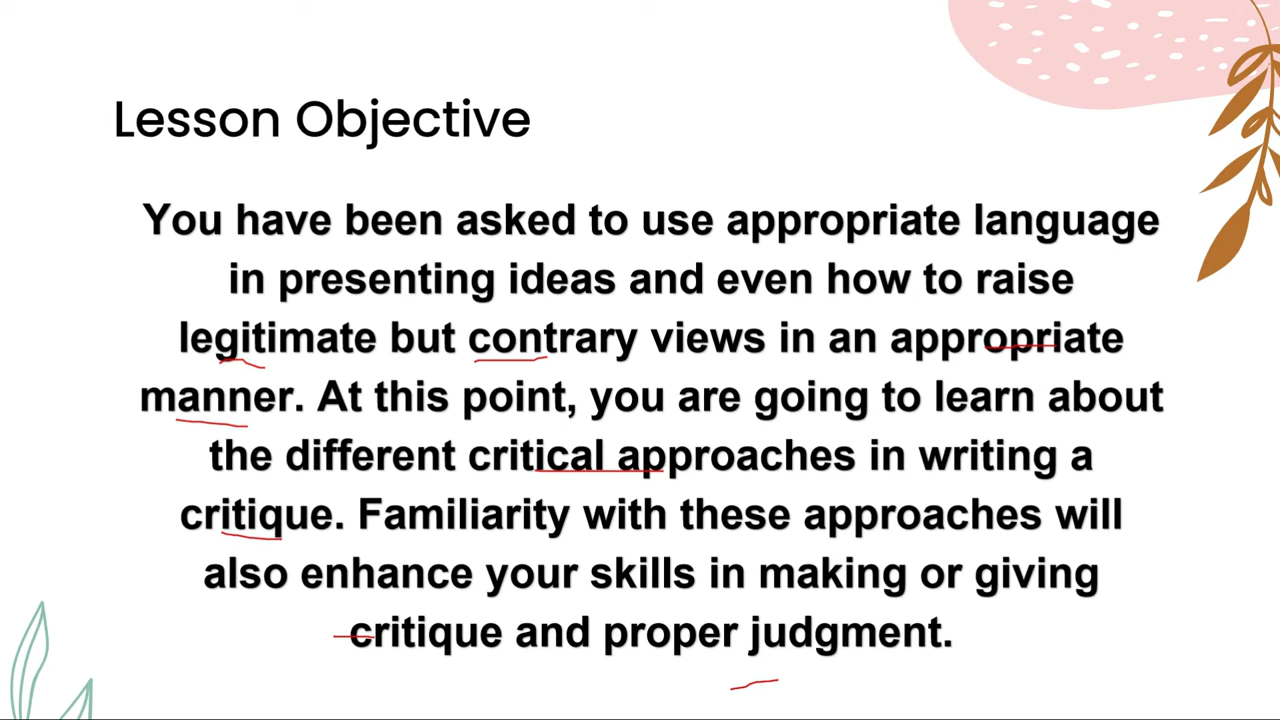 Lesson Objective
You have been asked to use appropriate language
in presenting ideas and even how to raise
legitimate but contrary views in an appropriate
manner. At this point, you are going to learn about
the different critical approaches in writing a
critique. Familiarity with these approaches will
also enhance your skills in making or giving
critique and proper judgment.